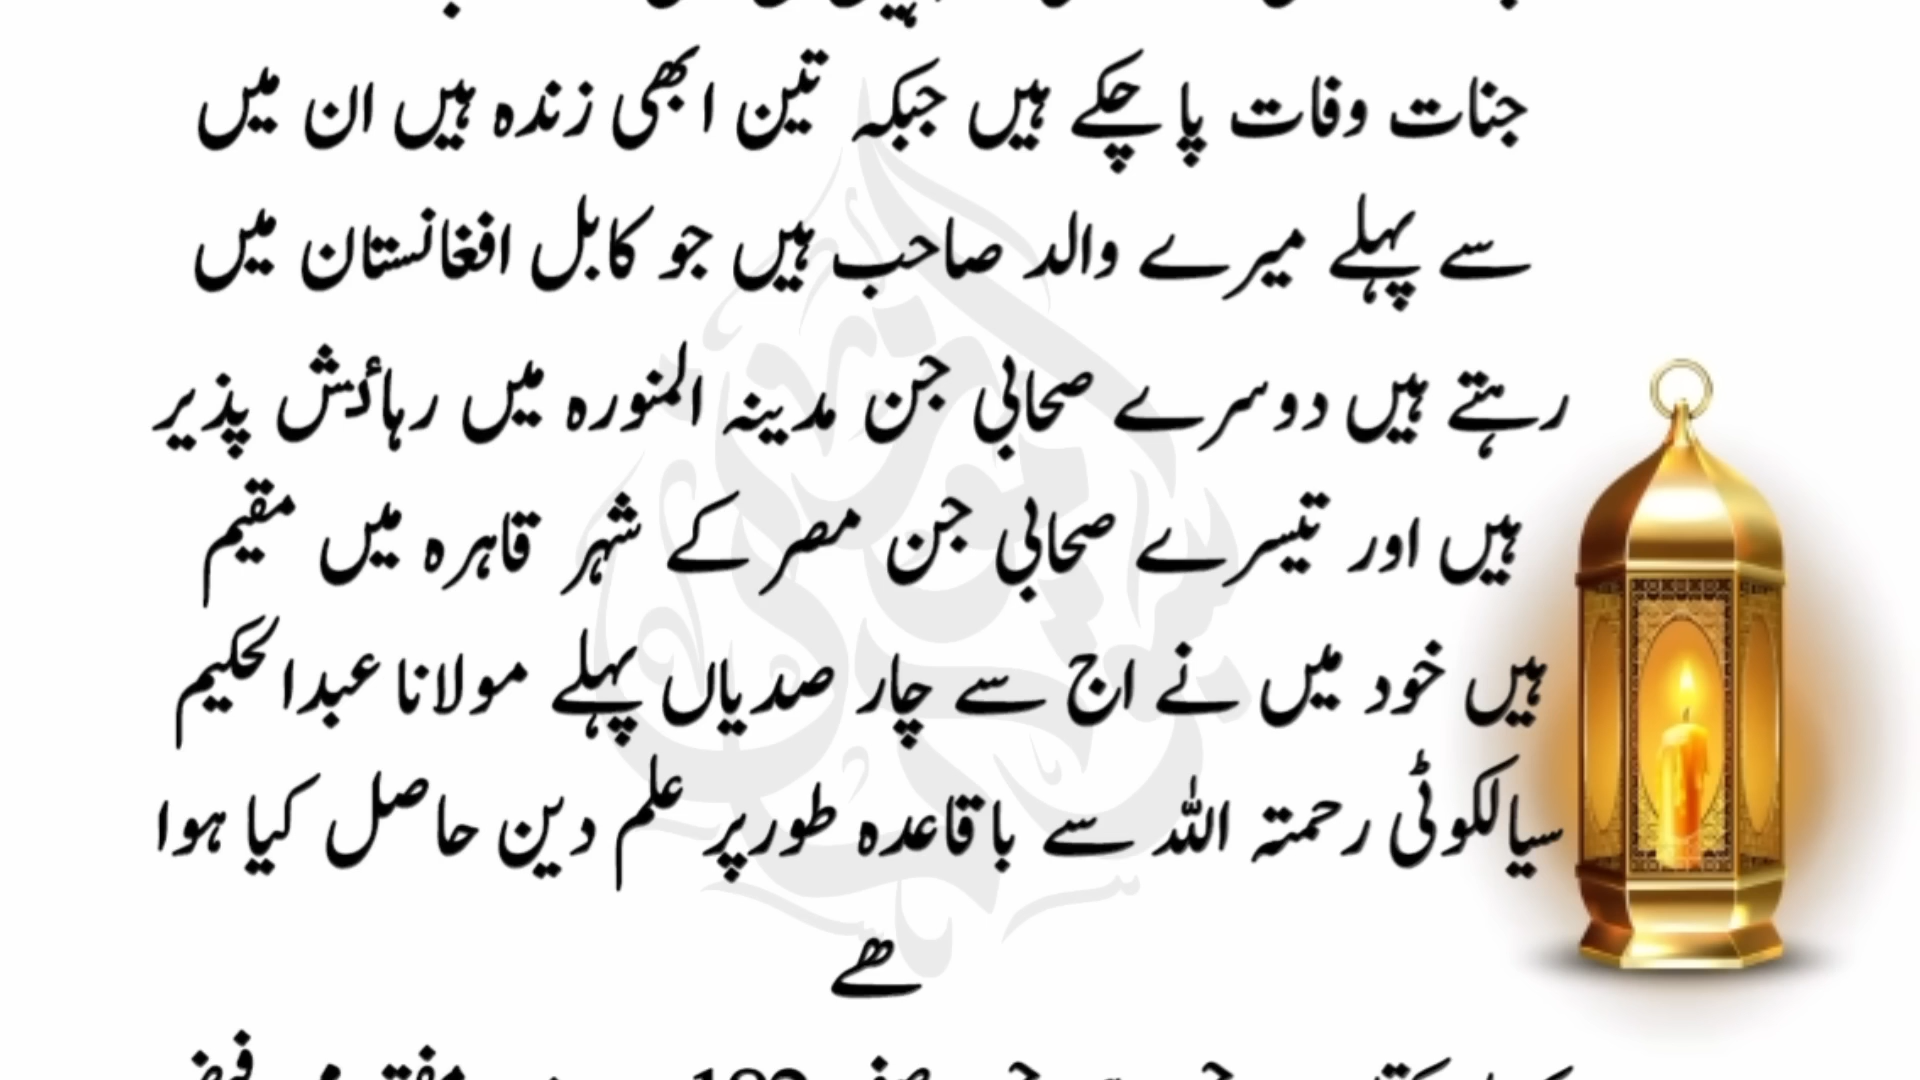 جنات وفات پا چکے ہیں جبکہ تین ابھی زندہ ہیں ان میں
سے پہلے میرے والد صاحب ہیں جو کابل افغانستان میں
رہتے ہیں دوسرے صحابی جن مدینہ المنورہ میں رہائش پذیر
ہیں اور تیسرے صحابی جن مصر کے شہر قاہرہ میں مقیم
ہیں خود میں نے اج سے چار صدیاں پہلے مولانا عبدالحکیم
سیالکوٹی رحمتہ اللہ سے باقاعدہ طورپر علم دین حاصل کیا ہوا
ھے